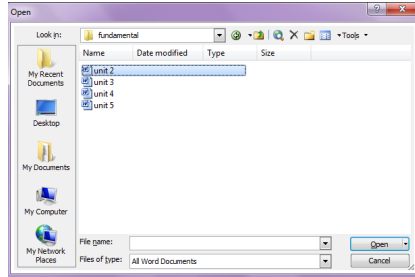 Open
Look in: fundamental Tools
Name Date modified Type Size
unit 2
unit 3
unit 4
unit 5
My Recent
Documents
Desktop
My Documents
My Computer
My Network
Places
File name: Open
Files of type: All Word Documents Cancel